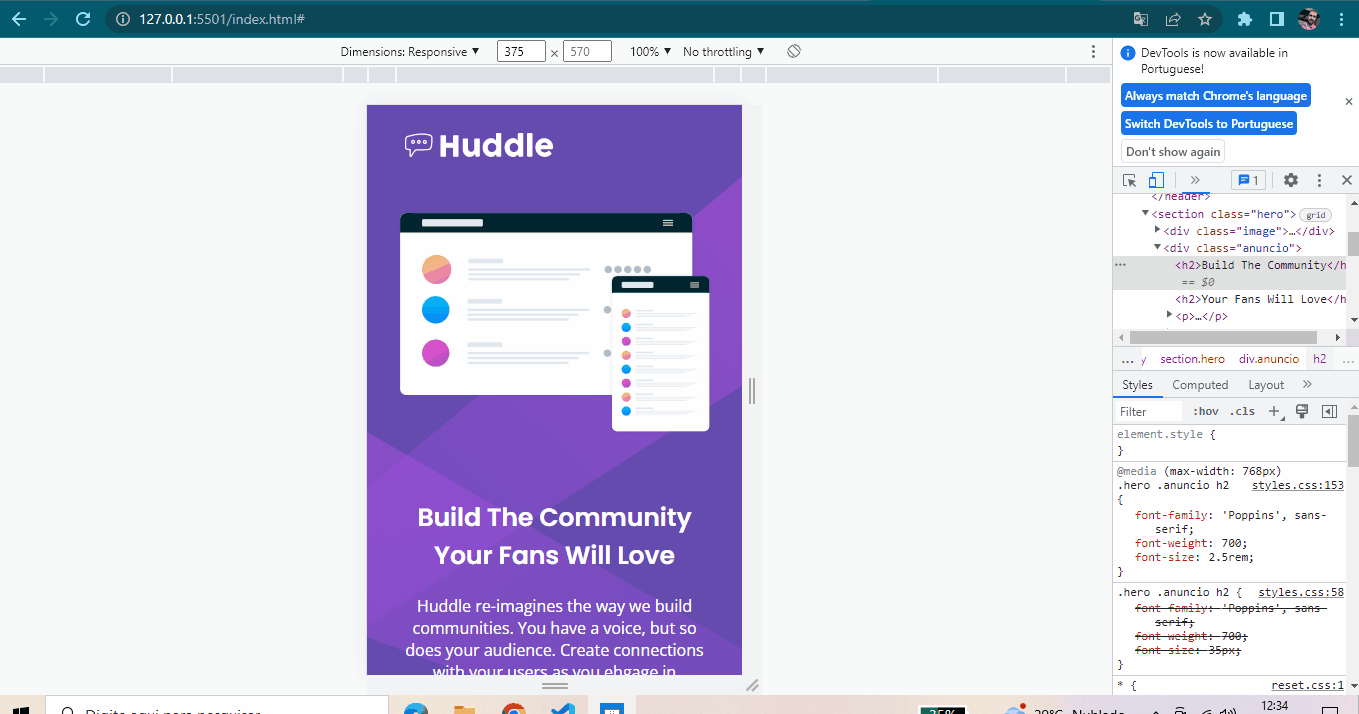 127.0.0.1:5501/index.html#
Dimensions: Responsive ▼ 375 × 570 100% ▼ No throttling ▼
DevTools is now available in
Portuguese!
Always match Chrome's language
Switch DevTools to Portuguese
Don't show again
1
Huddle
Build The Community
Your Fans Will Love
Huddle re-imagines the way we build
communities. You have a voice, but so
does your audience. Create connections
with your users as you engage in
</header>
<section class="hero"> grid
<div class="image">…</div>
<div class="anuncio">
<h2>Build The Community</h
== $0
<h2>Your Fans Will Love</h
<p>…</p>
... y section.hero div.anuncio h2 ...
Styles Computed Layout
Filter :hov .cls
element.style {
}
@media (max-width: 768px)
.hero .anuncio h2 styles.css:153
{
font-family: 'Poppins', sans-
serif;
font-weight: 700;
font-size: 2.5rem;
}
.hero .anuncio h2 { styles.css:58
font-family: 'Poppins', sans-
serif;
font-weight: 700;
font-size: 35px;
}
* { reset.css:1
Digite aqui para pesquisar
35% 29°C Nublado 12:34